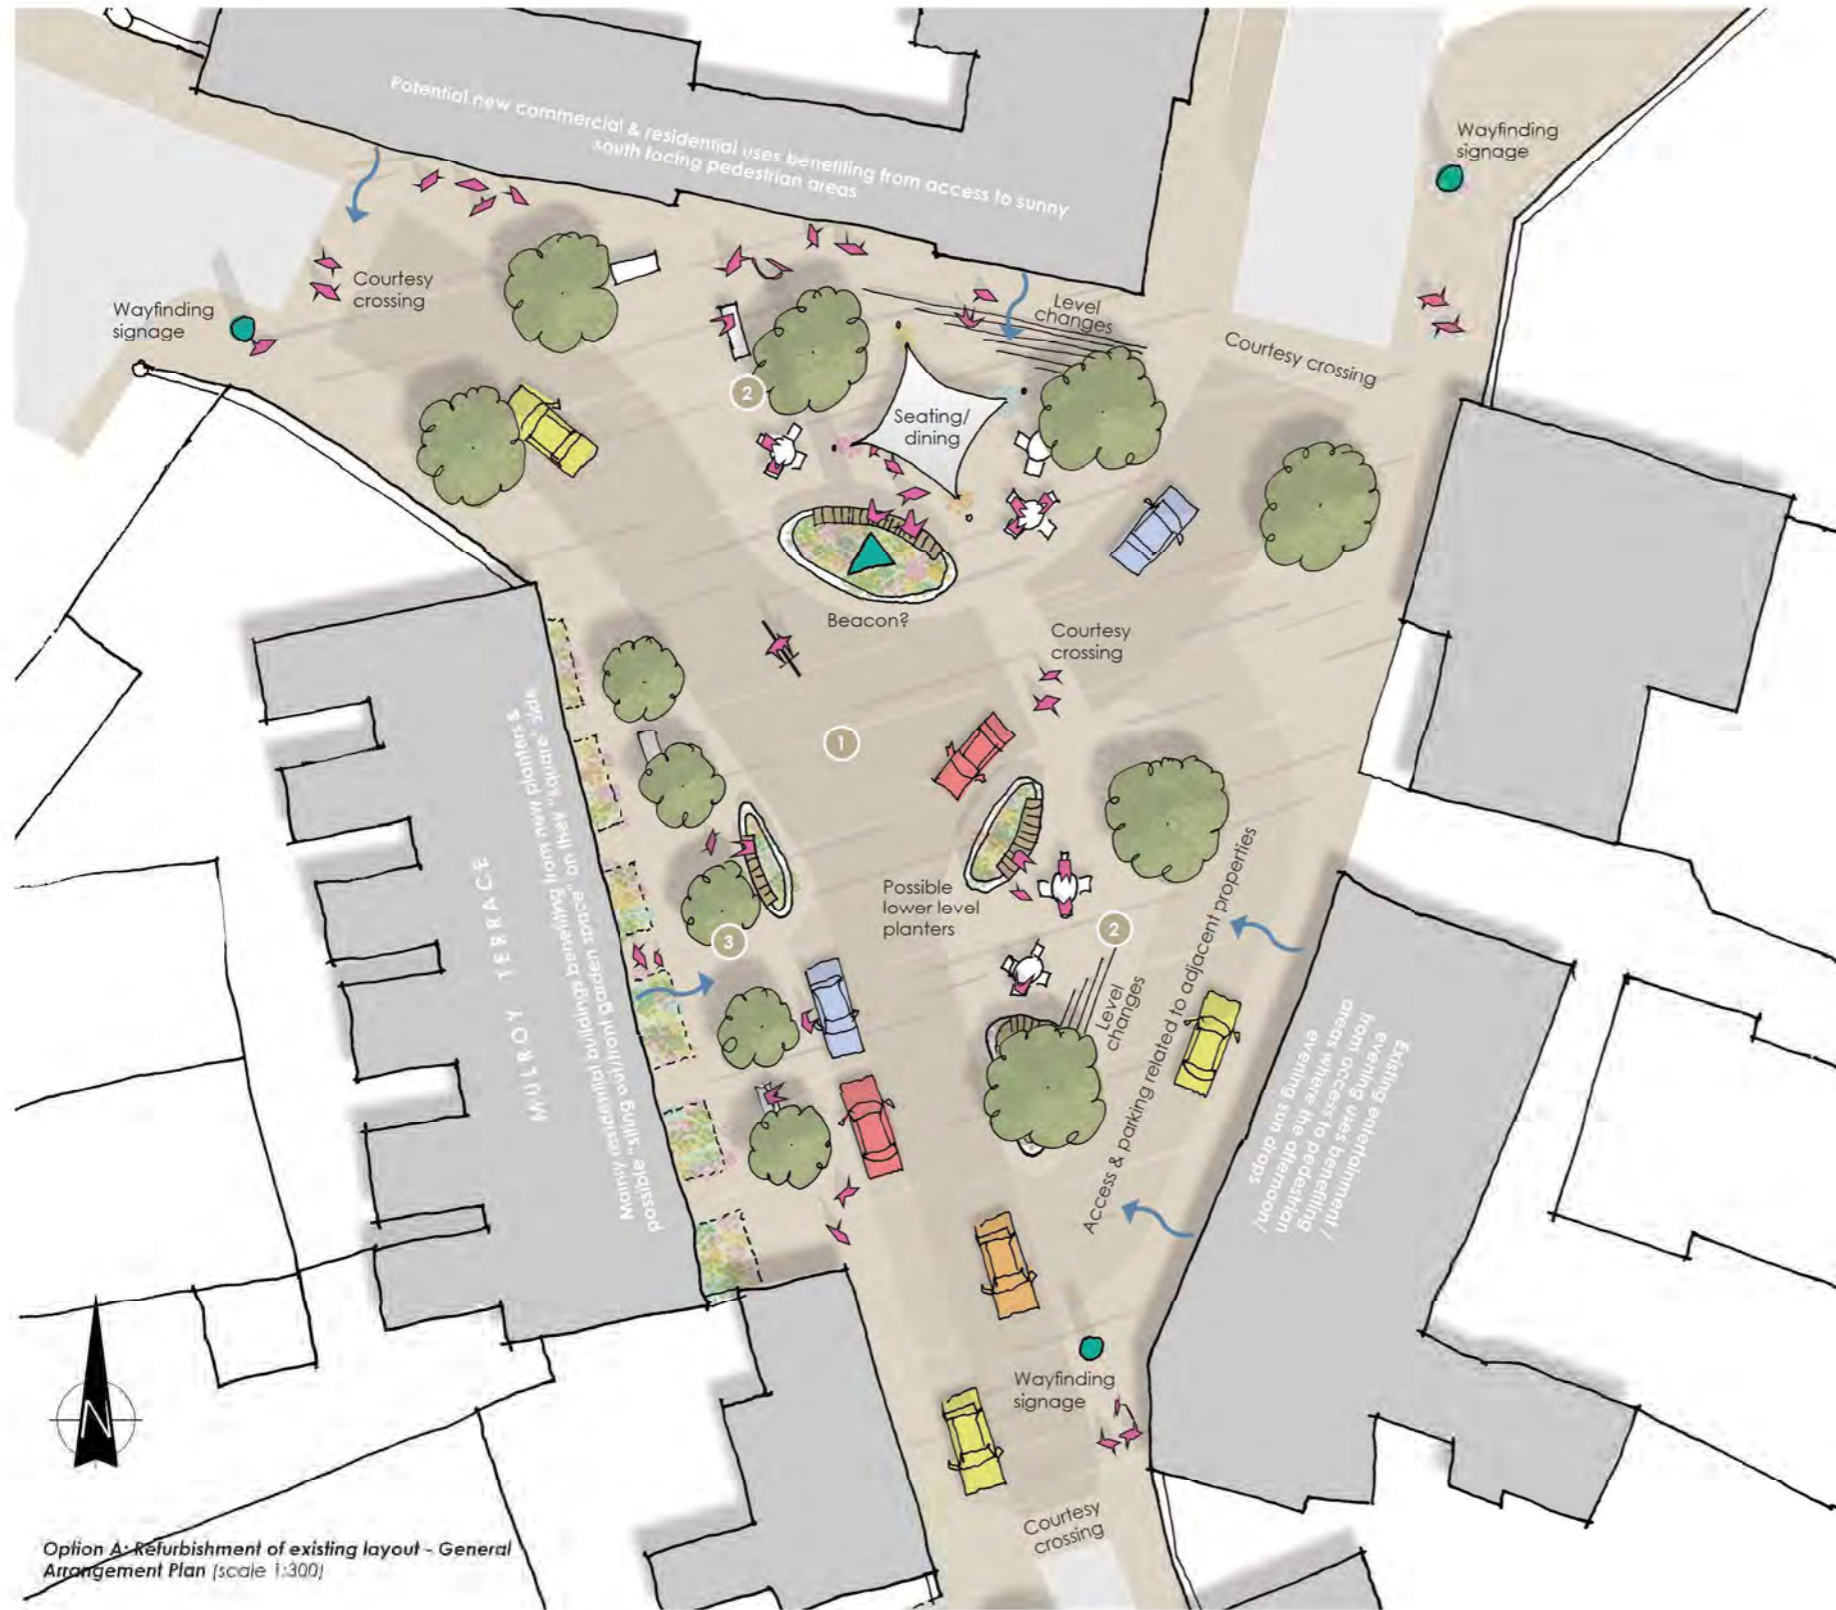 Potential new commercial & residential uses benefiting from access to sunny
south facing pedestrian areas
Wayfinding
signage
Courtesy
crossing
Wayfinding
signage
Level
changes
Courtesy crossing
2
Seating/
dining
Beacon?
Courtesy
crossing
1
MULROY TERRACE
Mainly residential buildings benefiting from new planters &
possible "sitting out/front garden space" on they "square" side
Possible
lower level
planters
2
3
Level
changes
Access & parking related to adjacent properties
Existing entertainment /
evening uses benefiting
from access to pedestrian
areas where the afternoon/
evening sun drops
Wayfinding
signage
Courtesy
crossing
N
Option A: Refurbishment of existing layout - General
Arrangement Plan (scale 1:300)